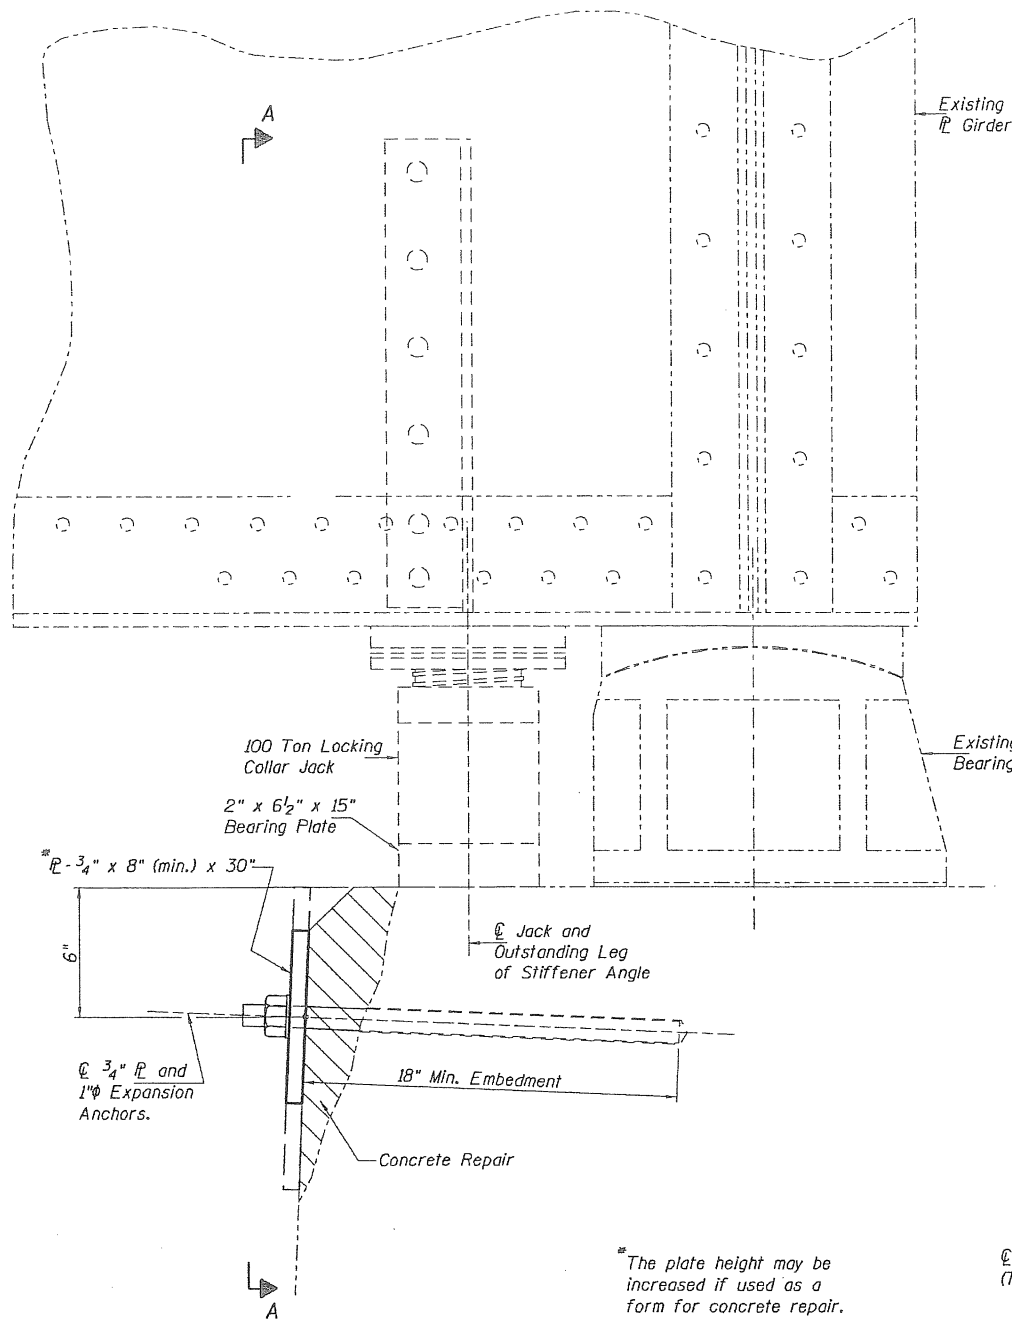 A
Existing
℄ Girder
100 Ton Locking
Collar Jack
Existing
Bearing
2" x 6½" x 15"
Bearing Plate
*℄ - ¾" x 8" (min.) x 30"
6"
℄ Jack and
Outstanding Leg
of Stiffener Angle
℄ ¾" ⅊ and
1"ϕ Expansion
Anchors.
18" Min. Embedment
Concrete Repair
*The plate height may be
increased if used as a
form for concrete repair.
℄
A